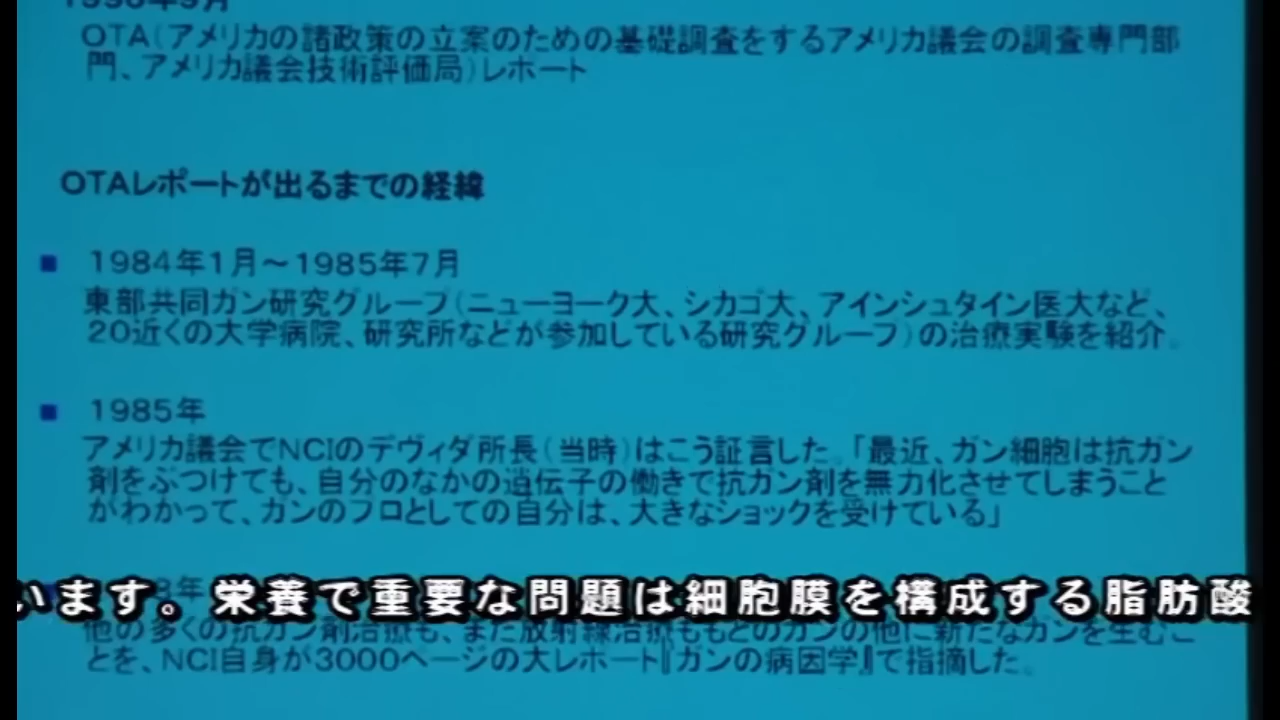 1990年9月
OTA(アメリカの諸政策の立案のための基礎調査をするアメリカ議会の調査専門部
門、アメリカ議会技術評価局)レポート
OTAレポートが出るまでの経緯
■ 1984年1月～1985年7月
東部共同ガン研究グループ(ニューヨーク大、シカゴ大、アインシュタイン医大など、
20近くの大学病院、研究所などが参加している研究グループ)の治療実験を紹介。
■ 1985年
アメリカ議会でNCIのデヴィダ所長(当時)はこう証言した。「最近、ガン細胞は抗ガン
剤をぶつけても、自分のなかの遺伝子の働きで抗ガン剤を無力化させてしまうこと
がわかって、ガンのプロとしての自分は、大きなショックを受けている」
8年
います。栄養で重要な問題は細胞膜を構成する脂肪酸
他の多くの抗ガン剤治療も、また放射線治療ももとのガンの他に新たなガンを生むこ
とを、NCI自身が3000ページの大レポート『ガンの病因学』で指摘した。